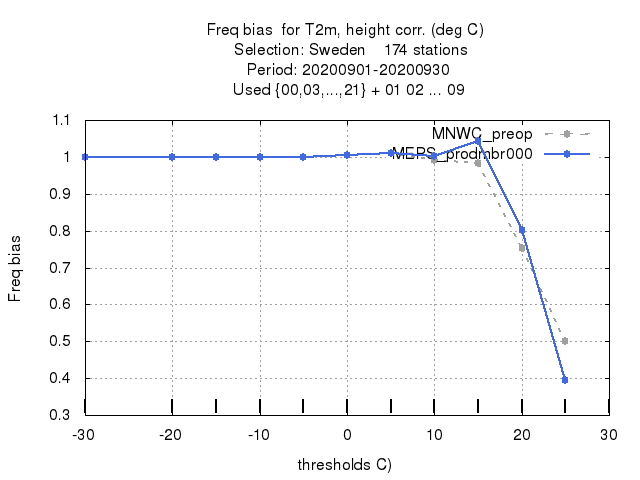 Freq bias  for T2m, height corr. (deg C)
Selection: Sweden    174 stations
Period: 20200901-20200930
Used {00,03,...,21} + 01 02 ... 09
MNWC_preop
MEPS_prodmbr000
1.1
1
0.9
0.8
0.7
0.6
0.5
0.4
0.3
Freq bias
-30
-20
-10
0
10
20
30
thresholds C)